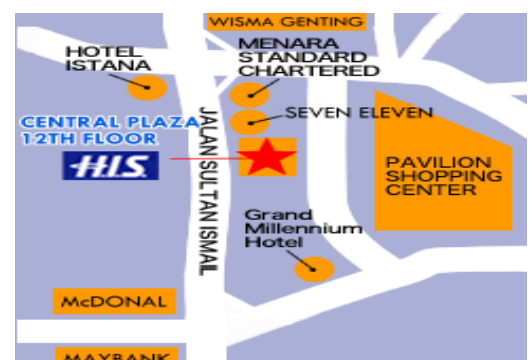 WISMA GENTING
HOTEL
ISTANA
MENARA
STANDARD
CHARTERED
SEVEN ELEVEN
CENTRAL PLAZA
12TH FLOOR
H.I.S.
JALAN SULTAN ISMAIL
PAVILION
SHOPPING
CENTER
Grand
Millennium
Hotel
McDONAL
MAYBANK